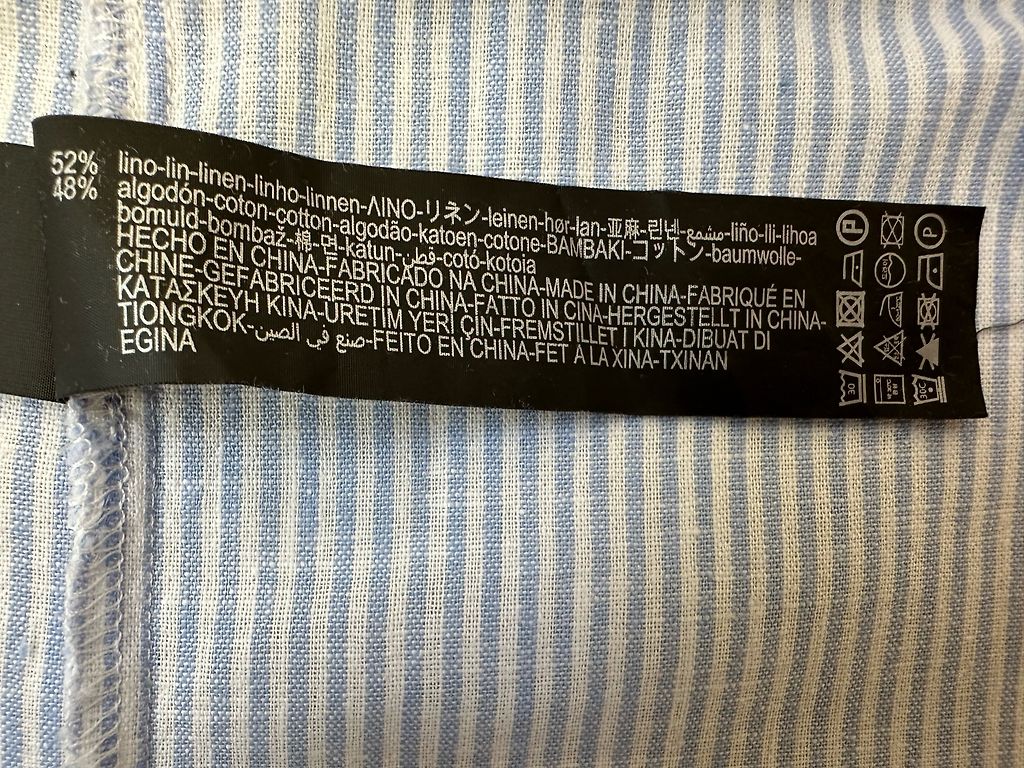 52% lino-lin-linen-linho-linnen-ΛΙΝΟ-リネン-leinen-hør-lan-亚麻-린넨-مشمع-liño-lli-lihoa
48% algodón-coton-cotton-algodão-katoen-cotone-BAMBAKI-コットン-baumwolle-
bomuld-bombaž-棉-면-katun-قطن-cotó-kotoia
HECHO EN CHINA-FABRICADO NA CHINA-MADE IN CHINA-FABRIQUÉ EN
CHINE-GEFABRICEERD IN CHINA-FATTO IN CINA-HERGESTELLT IN CHINA-
ΚΑΤΑΣΚΕΥΗ ΚΙΝΑ-ÜRETIM YERI ÇİN-FREMSTILLET I KINA-DIBUAT DI
TIONGKOK-صنع في الصين-FEITO EN CHINA-FET A LA XINA-TXINAN
EGINA
P P
30 30C